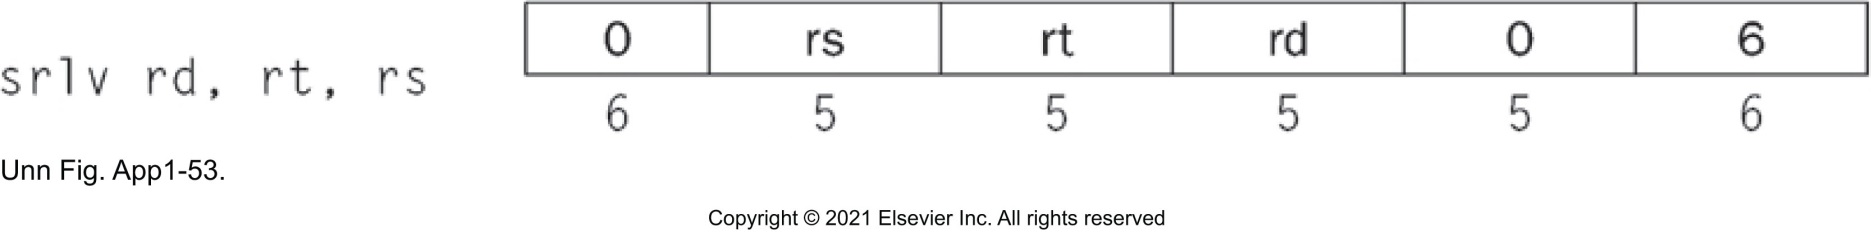 0 rs rt rd 0 6
srlv rd, rt, rs
6 5 5 5 5 6
Unn Fig. App1-53.
Copyright © 2021 Elsevier Inc. All rights reserved